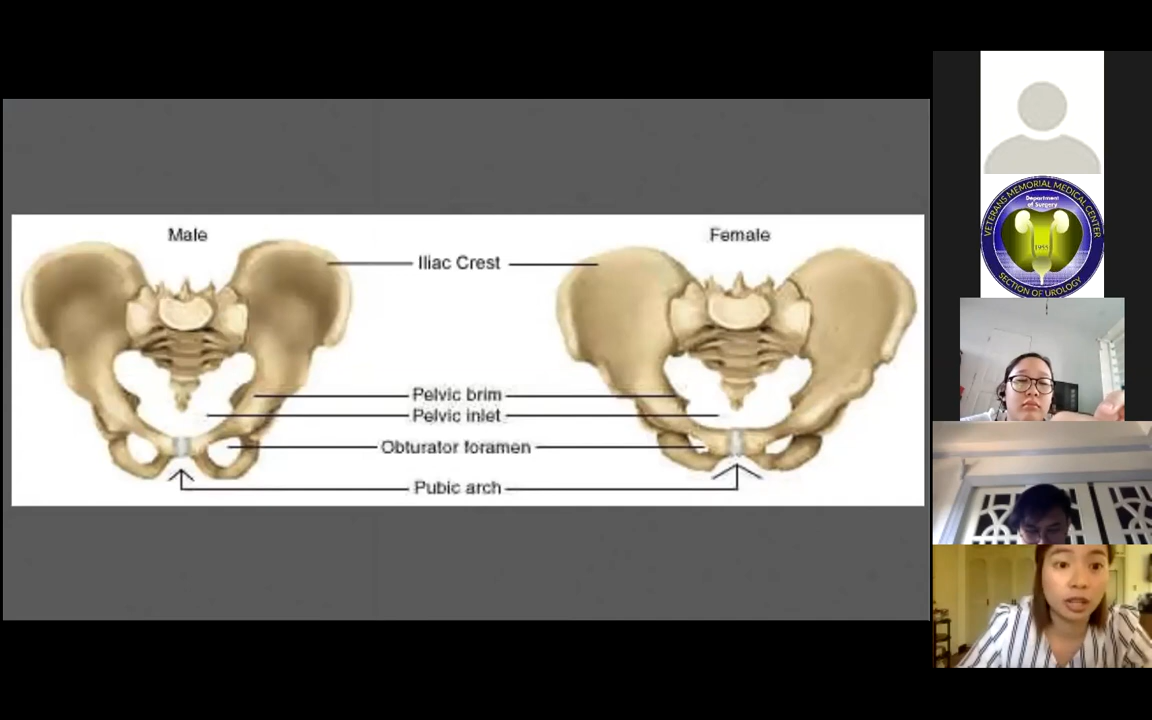 Male
Female
Iliac Crest
Pelvic brim
Pelvic inlet
Obturator foramen
Pubic arch
VETERANS MEMORIAL MEDICAL CENTER
Department
of Surgery
1955
SECTION OF UROLOGY